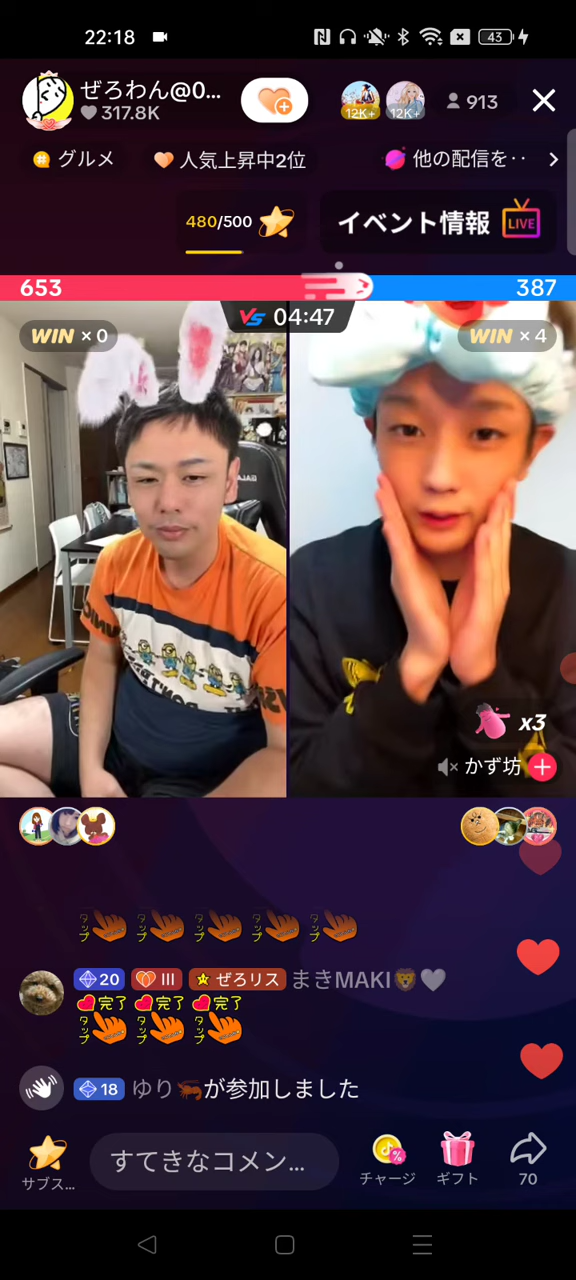 22:18
43
ぜろわん@0...
317.8K
12K+
12K+
913
グルメ
人気上昇中2位
他の配信を‥
480/500
イベント情報
LIVE
653
387
VS 04:47
WIN × 0
WIN × 4
x3
かず坊
タップ タップ タップ タップ タップ
20 III ぜろリス まきMAKI
完了 完了 完了
タップ タップ タップ
18 ゆり🦐が参加しました
サブス...
すてきなコメン...
チャージ
ギフト
70